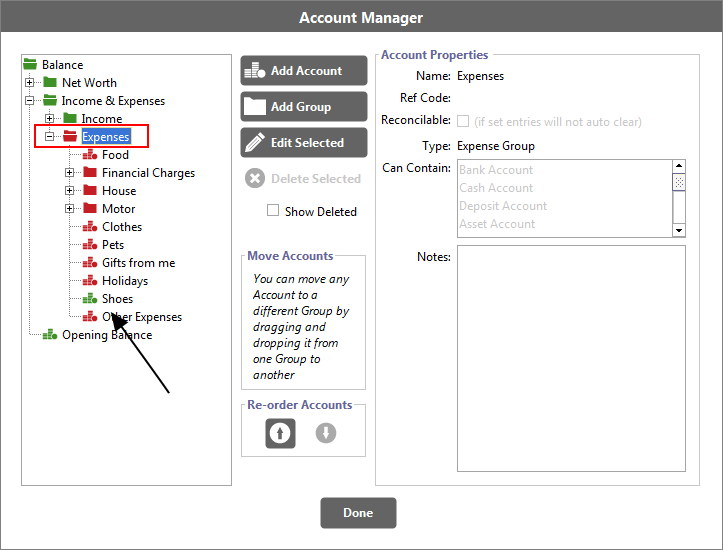 Account Manager
Balance
Net Worth
Income & Expenses
Income
Expenses
Food
Financial Charges
House
Motor
Clothes
Pets
Gifts from me
Holidays
Shoes
Other Expenses
Opening Balance
Add Account
Add Group
Edit Selected
Delete Selected
Show Deleted
Move Accounts
You can move any
Account to a
different Group by
dragging and
dropping it from
one Group to
another
Re-order Accounts
Account Properties
Name: Expenses
Ref Code:
Reconcilable: (if set entries will not auto clear)
Type: Expense Group
Can Contain: Bank Account
Cash Account
Deposit Account
Asset Account
Notes:
Done